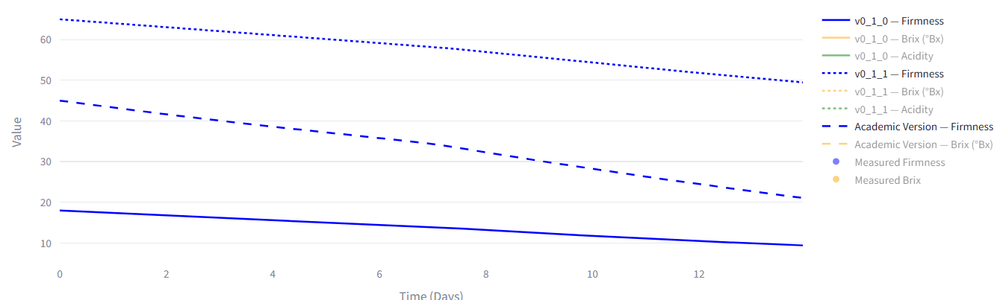 60
50
40
30
20
10
Value
0 2 4 6 8 10 12
Time (Days)
v0_1_0 — Firmness
v0_1_0 — Brix (°Bx)
v0_1_0 — Acidity
v0_1_1 — Firmness
v0_1_1 — Brix (°Bx)
v0_1_1 — Acidity
Academic Version — Firmness
Academic Version — Brix (°Bx)
Measured Firmness
Measured Brix